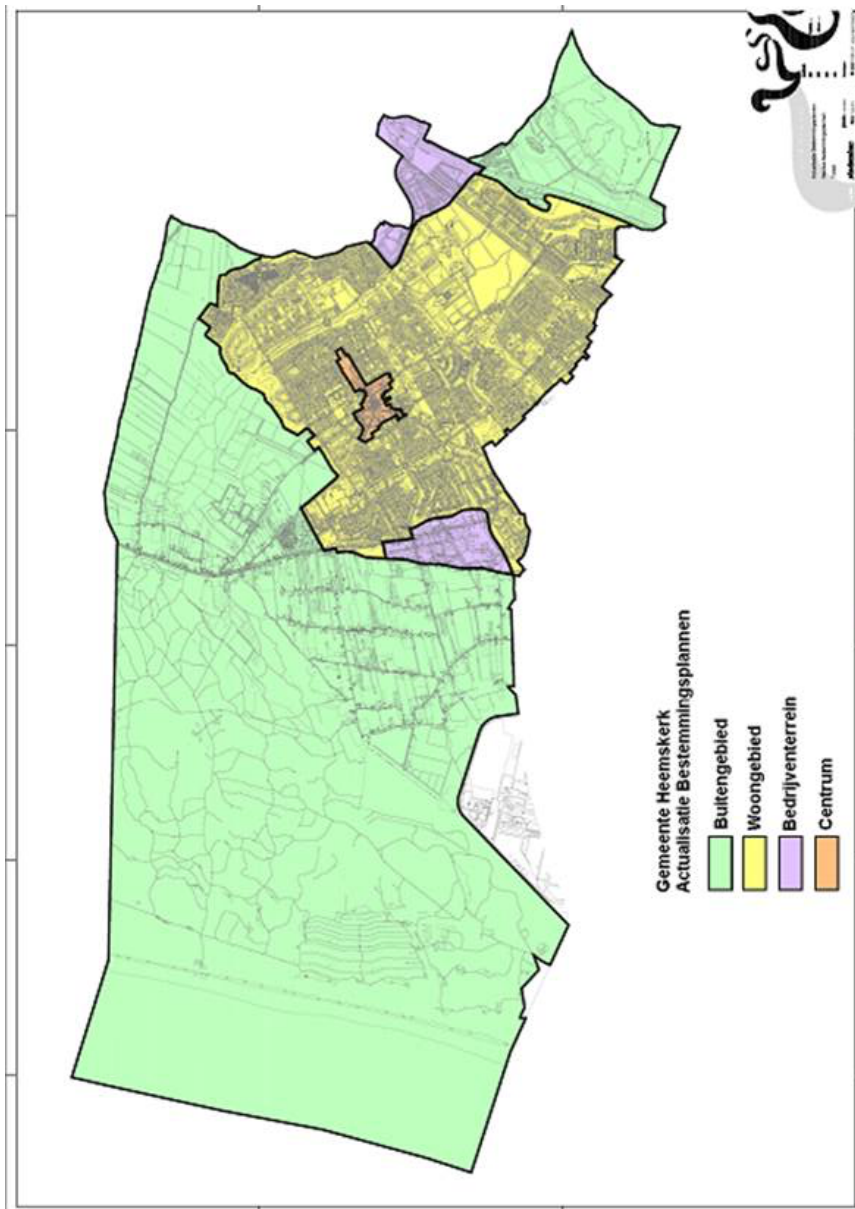 Gemeente Heemskerk
Actualisatie Bestemmingsplannen
Buitengebied
Woongebied
Bedrijventerrein
Centrum